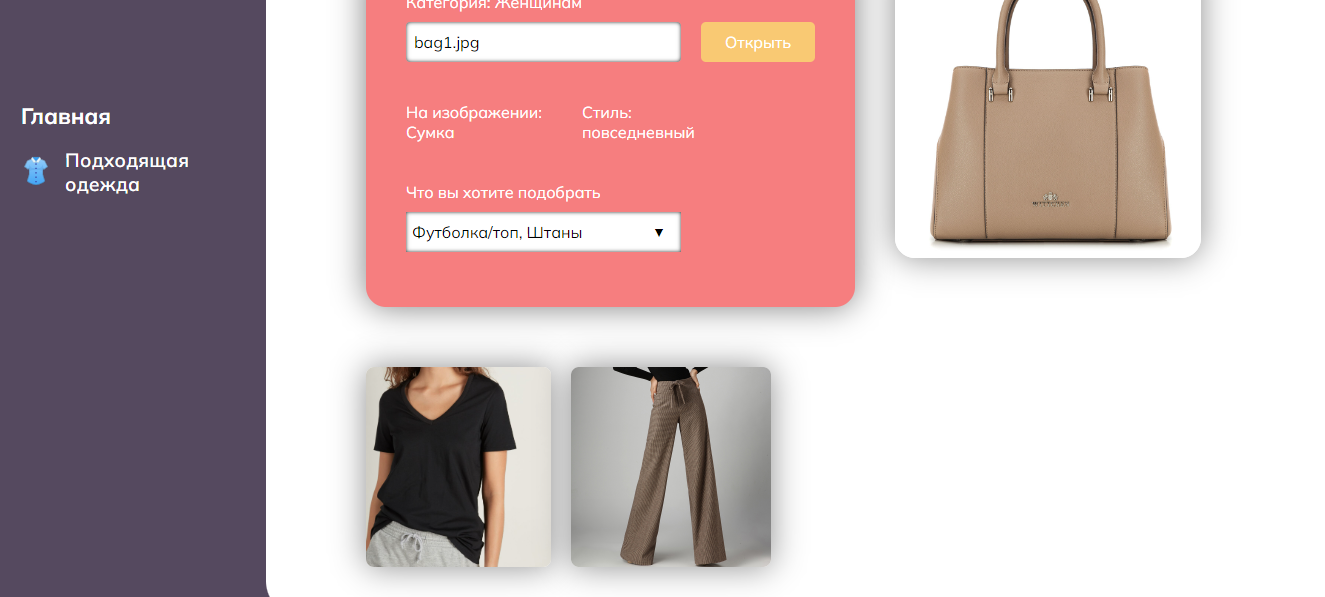 Категория: Женщинам
bag1.jpg
Открыть
Главная
На изображении:
Сумка
Стиль:
повседневный
Подходящая
одежда
Что вы хотите подобрать
Футболка/топ, Штаны